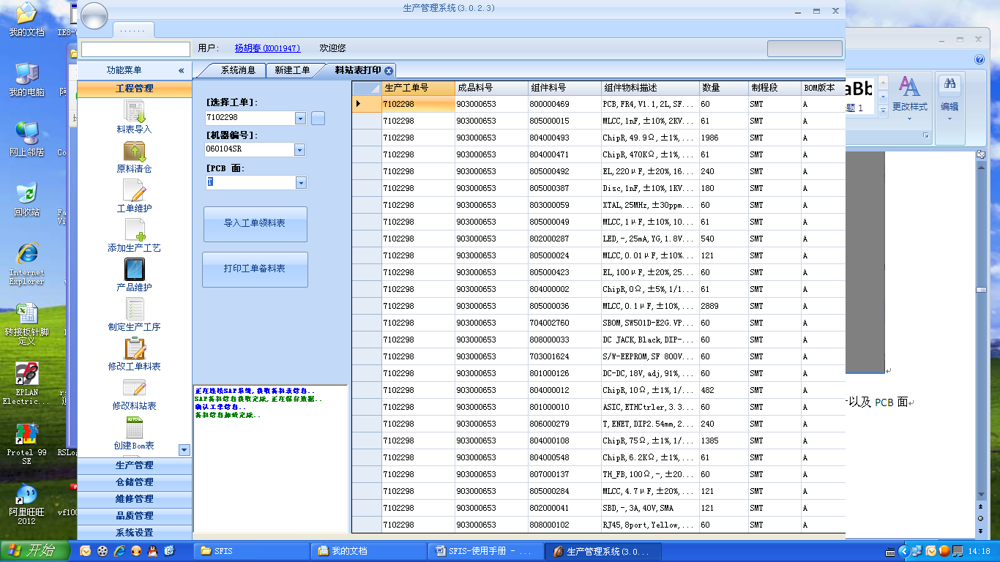 生产管理系统(3.0.2.3)
......
用户: 杨胡春(K001947) 欢迎您
功能菜单 «
工程管理
料表导入
原料清仓
工单维护
添加生产工艺
产品维护
制定生产工序
修改工单料表
修改料站表
创建Bom表
生产管理
仓储管理
维修管理
品质管理
系统设置
系统消息 新建工单 料站表打印
[选择工单]:
7102298
[机器编号]:
060104SR
[PCB 面:
T
导入工单领料表
打印工单备料表
正在连接SAP系统,获取备料表信息..
SAP备料信息获取完成,正在保存数据..
确认工单信息..
备料信息加载完成..
生产工单号 成品料号 组件料号 组件物料描述 数量 制程段 BOM版本
7102298 903000653 800000469 PCB,FR4,V1.1,2L,SF... 60 SMT A
7102298 903000653 805000015 MLCC,1nF,±10%,2KV... 61 SMT A
7102298 903000653 804000493 ChipR,49.9Ω,±1%,... 1986 SMT A
7102298 903000653 804000471 ChipR,470KΩ,±1%,... 61 SMT A
7102298 903000653 805000492 EL,220μF,±20%,16... 240 SMT A
7102298 903000653 805000387 Disc,1nF,±10%,1KV... 180 SMT A
7102298 903000653 803000059 XTAL,25MHz,±30ppm... 60 SMT A
7102298 903000653 805000049 MLCC,1μF,±10%,10... 61 SMT A
7102298 903000653 802000287 LED,-,25mA,YG,1.8V... 540 SMT A
7102298 903000653 805000024 MLCC,0.01μF,±10%... 121 SMT A
7102298 903000653 805000423 EL,100μF,±20%,25... 60 SMT A
7102298 903000653 804000002 ChipR,0Ω,±5%,1/1... 61 SMT A
7102298 903000653 805000036 MLCC,0.1μF,±10%,... 2889 SMT A
7102298 903000653 704002760 SBOM,SW501D-E2G.VP... 60 SMT A
7102298 903000653 808000033 DC JACK,Black,DIP-... 60 SMT A
7102298 903000653 703001624 S/W-EEPROM,SF 800V... 60 SMT A
7102298 903000653 801000126 DC-DC,18V,adj,91%,... 60 SMT A
7102298 903000653 804000012 ChipR,10Ω,±1%,1/... 482 SMT A
7102298 903000653 801000010 ASIC,ETHCtrler,3.3... 60 SMT A
7102298 903000653 806000279 T,ENET,DIP2.54mm,2... 240 SMT A
7102298 903000653 804000108 ChipR,75Ω,±1%,1/... 1385 SMT A
7102298 903000653 804000548 ChipR,6.2KΩ,±1%,... 61 SMT A
7102298 903000653 807000137 TH_FB,100Ω,-,±20... 60 SMT A
7102298 903000653 805000284 MLCC,4.7μF,±20%,... 121 SMT A
7102298 903000653 802000041 SBD,-,3A,40V,SMA 121 SMT A
7102298 903000653 808000102 RJ45,8port,Yellow,... 60 SMT A
我的文档
我的电脑
网上邻居
回收站
Internet
Explorer
转接板针脚
定义
EPLAN
Electric...
Protel 99
SE
阿里旺旺
2012
IE8-
RSLo
vf100
更改样式
编辑
题 1
以及 PCB 面
开始
SFIS
我的文档
SFIS-使用手册 - ...
生产管理系统(3.0...
14:18